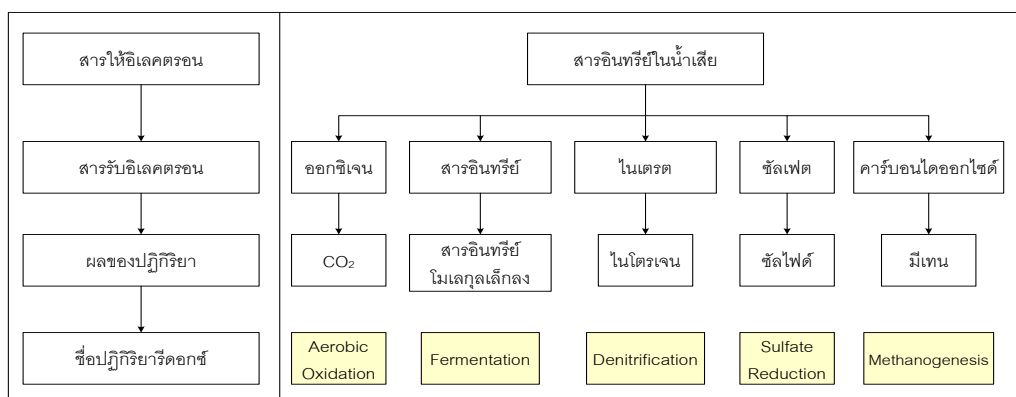 สารให้อิเลคตรอน
สารอินทรีย์ในน้ำเสีย
สารรับอิเลคตรอน
ออกซิเจน
สารอินทรีย์
ไนเตรต
ซัลเฟต
คาร์บอนไดออกไซด์
ผลของปฏิกิริยา
CO₂
สารอินทรีย์
โมเลกุลเล็กลง
ไนโตรเจน
ซัลไฟด์
มีเทน
ชื่อปฏิกิริยารีดอกซ์
Aerobic
Oxidation
Fermentation
Denitrification
Sulfate
Reduction
Methanogenesis